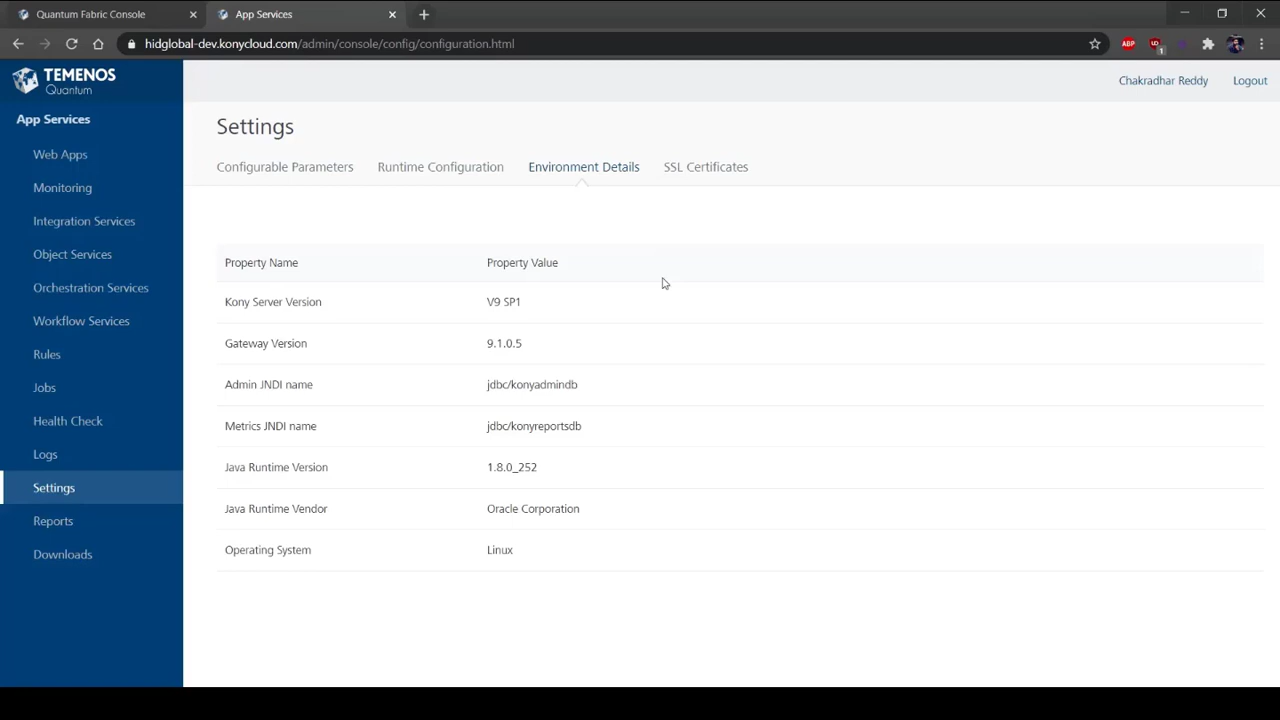 Quantum Fabric Console
App Services
hidglobal-dev.konycloud.com/admin/console/config/configuration.html
ABP
UD
1
TEMENOS
Quantum
Chakradhar Reddy
Logout
App Services
Web Apps
Monitoring
Integration Services
Object Services
Orchestration Services
Workflow Services
Rules
Jobs
Health Check
Logs
Settings
Reports
Downloads
Settings
Configurable Parameters Runtime Configuration Environment Details SSL Certificates
Property Name Property Value
Kony Server Version V9 SP1
Gateway Version 9.1.0.5
Admin JNDI name jdbc/konyadmindb
Metrics JNDI name jdbc/konyreportsdb
Java Runtime Version 1.8.0_252
Java Runtime Vendor Oracle Corporation
Operating System Linux